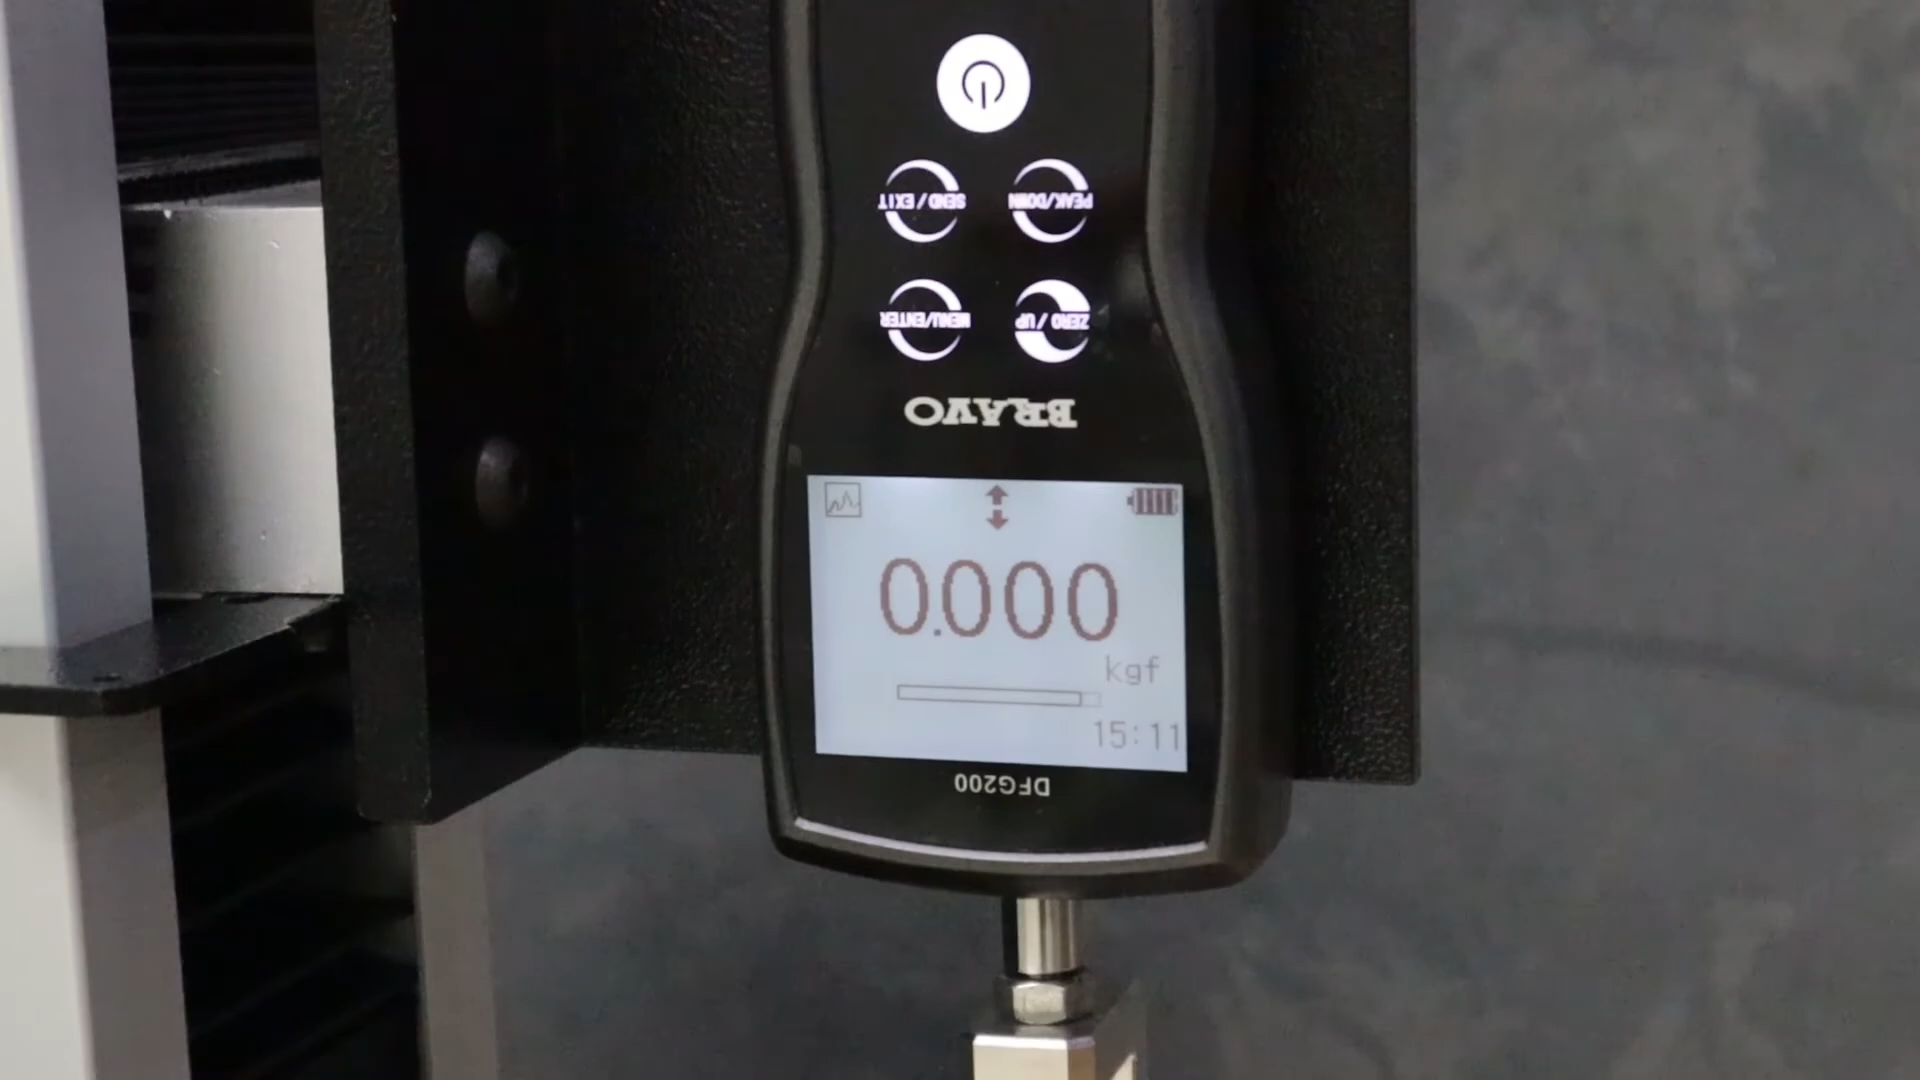 SEND / EXIT
PEAK/DOWN
MENU/ENTER
ZERO / UP
BRAVO
0.000
kgf
15:11
DFG200